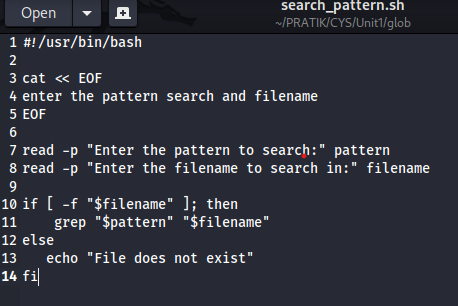 Open
search_pattern.sh
~/PRATIK/CYS/Unit1/glob
1 #!/usr/bin/bash
2
3 cat << EOF
4 enter the pattern search and filename
5 EOF
6
7 read -p "Enter the pattern to search:" pattern
8 read -p "Enter the filename to search in:" filename
9
10 if [ -f "$filename" ]; then
11     grep "$pattern" "$filename"
12 else
13    echo "File does not exist"
14 fi